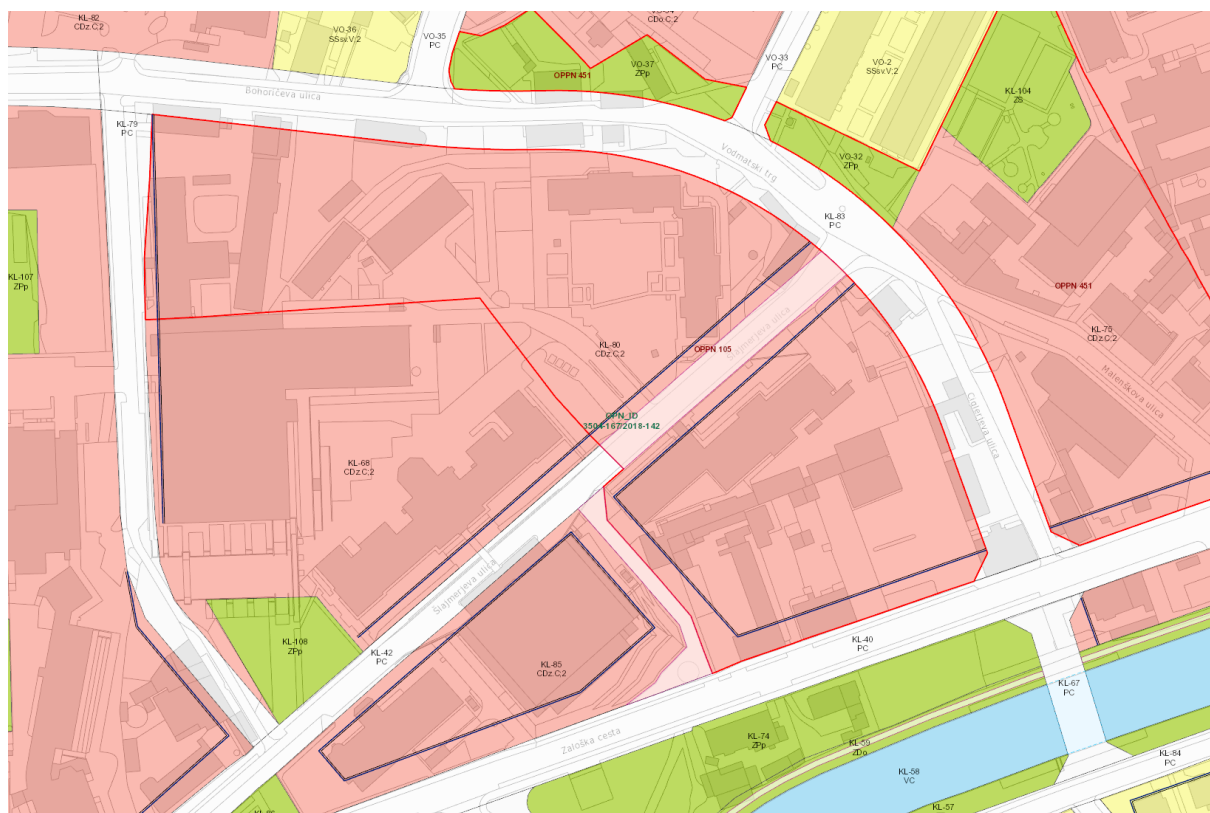 KL-82
CDz.C;2
VO-36
SSsv.V;2
VO-35
PC
CDo.C;2
VO-37
ZPp
OPPN 451
VO-33
PC
VO-2
SSsv.V;2
KL-104
ZS
Bohoričeva ulica
KL-79
PC
Vodmatski trg
VO-32
ZPp
KL-83
PC
KL-107
ZPp
OPPN 451
KL-75
CDz.C;2
Šlajmerjeva ulica
KL-80
CDz.C;2
OPPN 105
Malenškova ulica
Ciglerjeva ulica
OPN_ID
3504-167/2018-142
KL-68
CDz.C;2
Šlajmerjeva ulica
KL-108
ZPp
KL-42
PC
KL-40
PC
KL-85
CDz.C;2
KL-67
PC
Zaloška cesta
KL-74
ZPp
KL-59
ZDo
KL-84
PC
KL-58
VC
KL-57